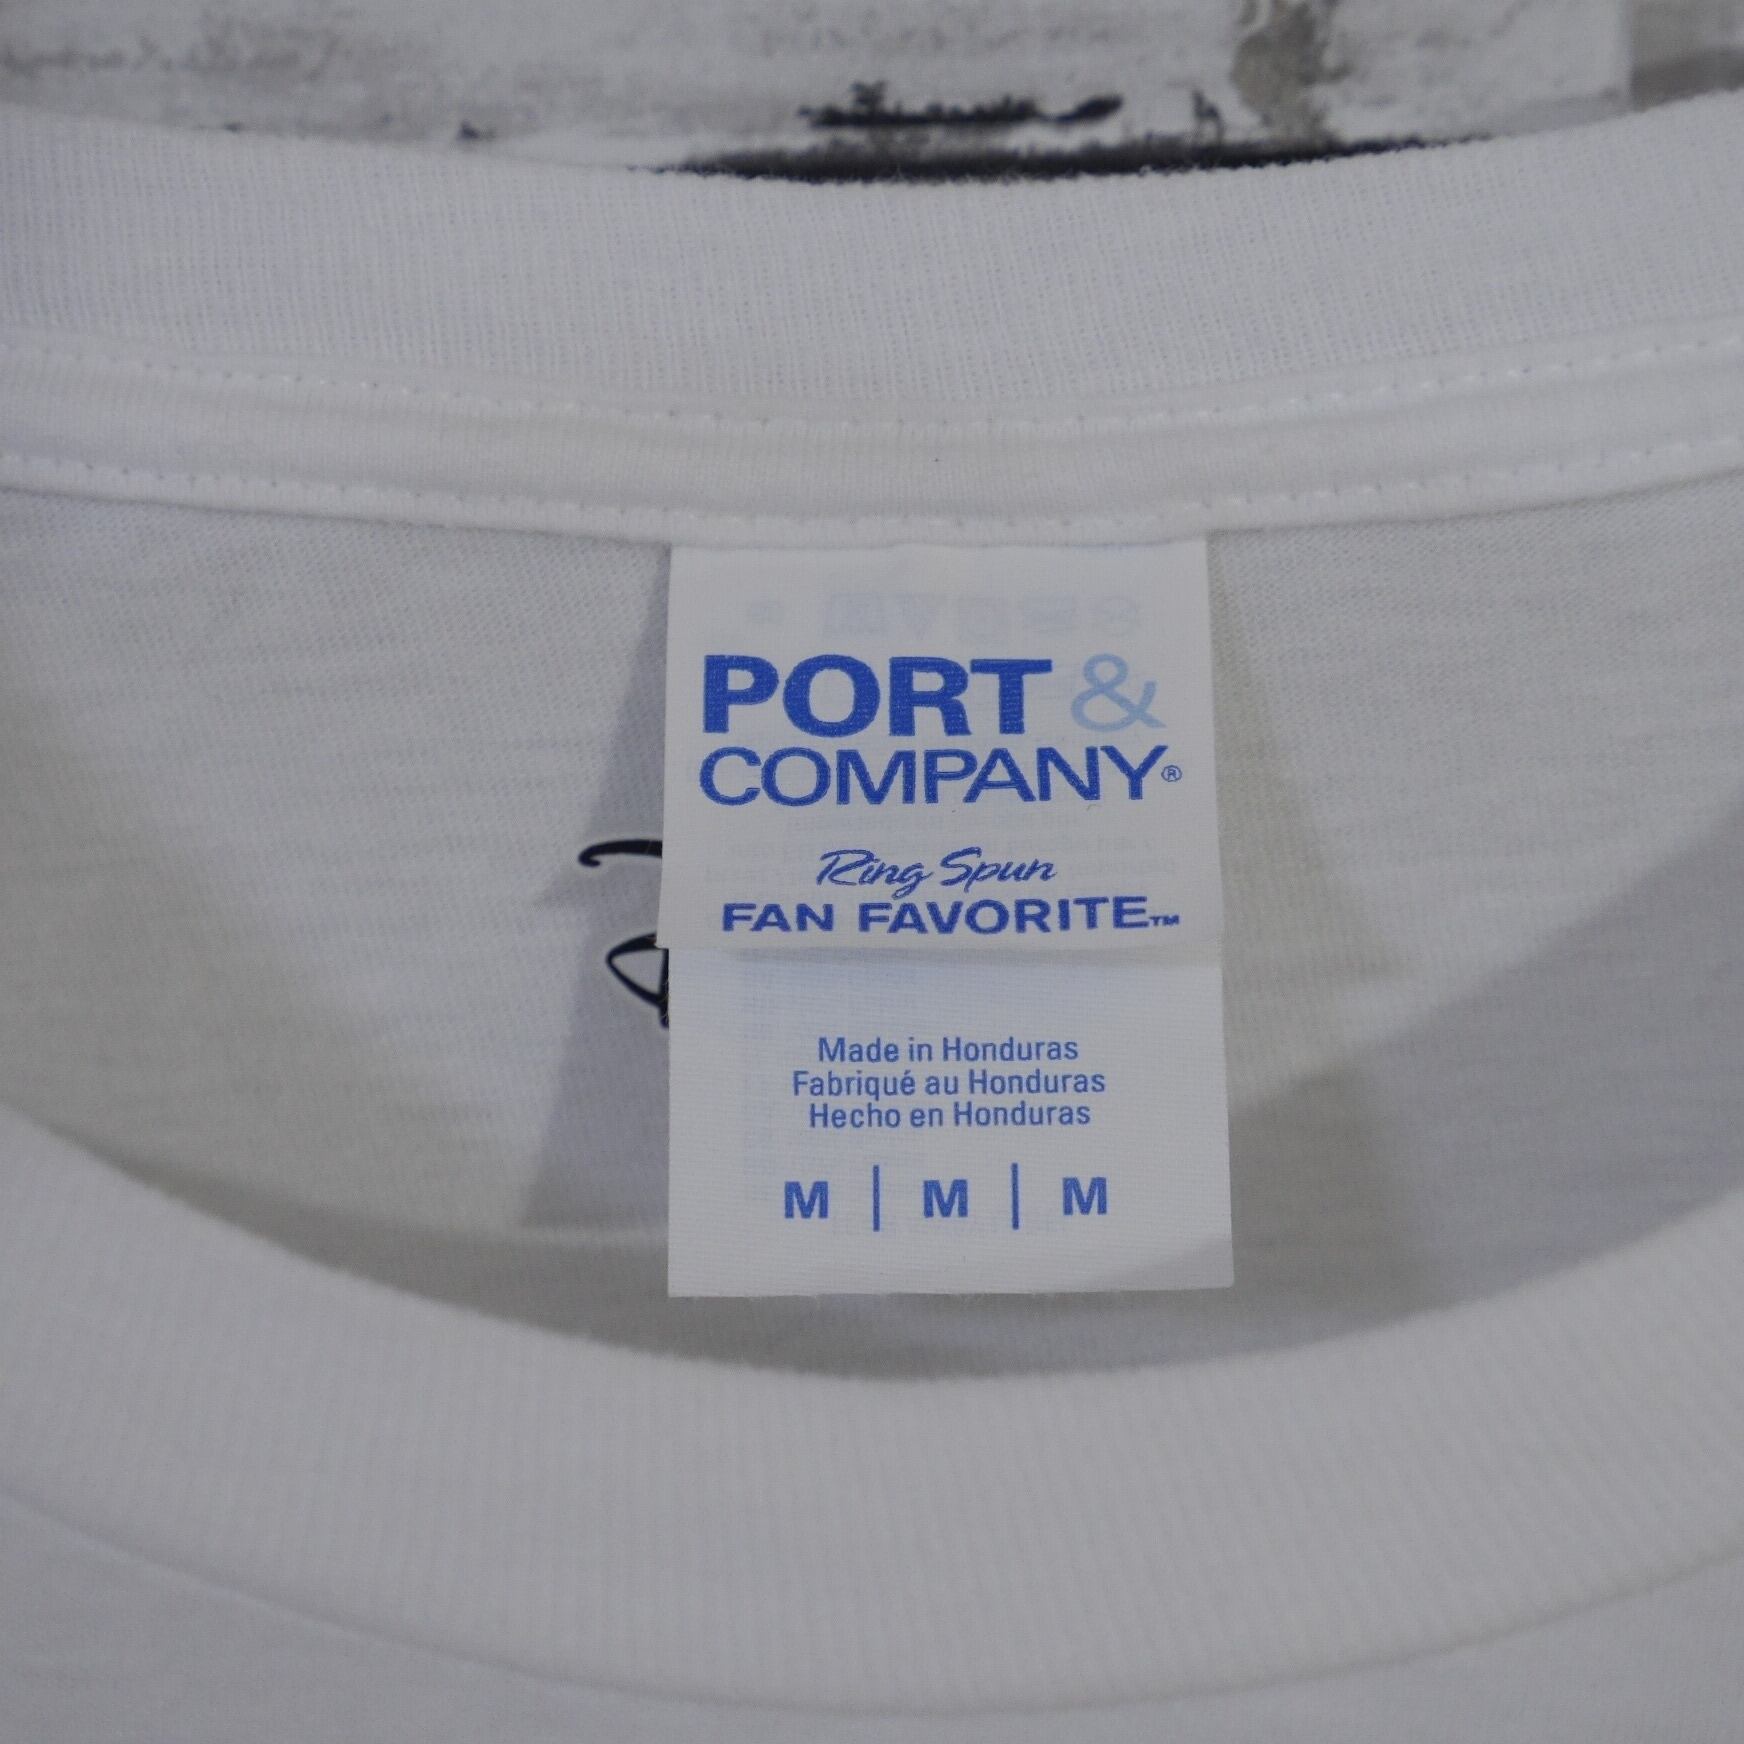 PORT &
COMPANY®
Ring Spun
FAN FAVORITE™
Made in Honduras
Fabriqué au Honduras
Hecho en Honduras
M | M | M